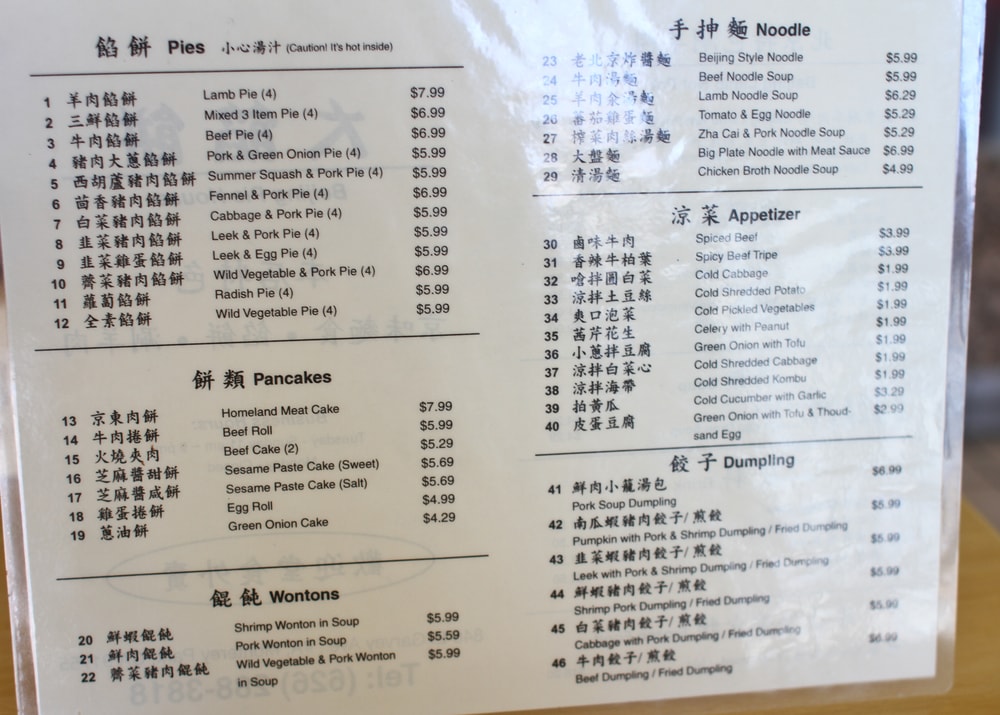 餡餅 Pies 小心湯汁 (Caution! It's hot inside)
1 羊肉餡餅 Lamb Pie (4) $7.99
2 三鮮餡餅 Mixed 3 Item Pie (4) $6.99
3 牛肉餡餅 Beef Pie (4) $6.99
4 豬肉大蔥餡餅 Pork & Green Onion Pie (4) $5.99
5 西胡蘆豬肉餡餅 Summer Squash & Pork Pie (4) $5.99
6 茴香豬肉餡餅 Fennel & Pork Pie (4) $6.99
7 白菜豬肉餡餅 Cabbage & Pork Pie (4) $5.99
8 韭菜豬肉餡餅 Leek & Pork Pie (4) $5.99
9 韭菜雞蛋餡餅 Leek & Egg Pie (4) $5.99
10 薺菜豬肉餡餅 Wild Vegetable & Pork Pie (4) $6.99
11 蘿蔔餡餅 Radish Pie (4) $5.99
12 全素餡餅 Wild Vegetable Pie (4) $5.99
餅類 Pancakes
13 京東肉餅 Homeland Meat Cake $7.99
14 牛肉捲餅 Beef Roll $5.99
15 火燒夾肉 Beef Cake (2) $5.29
16 芝麻醬甜餅 Sesame Paste Cake (Sweet) $5.69
17 芝麻醬咸餅 Sesame Paste Cake (Salt) $5.69
18 雞蛋捲餅 Egg Roll $4.99
19 蔥油餅 Green Onion Cake $4.29
餛飩 Wontons
20 鮮蝦餛飩 Shrimp Wonton in Soup $5.99
21 鮮肉餛飩 Pork Wonton in Soup $5.59
22 薺菜豬肉餛飩 Wild Vegetable & Pork Wonton $5.99
in Soup
手抻麵 Noodle
23 老北京炸醬麵 Beijing Style Noodle $5.99
24 牛肉湯麵 Beef Noodle Soup $5.99
25 羊肉汆湯麵 Lamb Noodle Soup $6.29
26 蕃茄雞蛋麵 Tomato & Egg Noodle $5.29
27 榨菜肉絲湯麵 Zha Cai & Pork Noodle Soup $5.29
28 大盤麵 Big Plate Noodle with Meat Sauce $6.99
29 清湯麵 Chicken Broth Noodle Soup $4.99
涼菜 Appetizer
30 鹵味牛肉 Spiced Beef $3.99
31 香辣牛柏葉 Spicy Beef Tripe $3.99
32 嗆拌圓白菜 Cold Cabbage $1.99
33 涼拌土豆絲 Cold Shredded Potato $1.99
34 爽口泡菜 Cold Pickled Vegetables $1.99
35 茜芹花生 Celery with Peanut $1.99
36 小蔥拌豆腐 Green Onion with Tofu $1.99
37 涼拌白菜心 Cold Shredded Cabbage $1.99
38 涼拌海帶 Cold Shredded Kombu $1.99
39 拍黃瓜 Cold Cucumber with Garlic $3.29
40 皮蛋豆腐 Green Onion with Tofu & Thoud- $2.99
sand Egg
餃子 Dumpling
41 鮮肉小籠湯包 $6.99
Pork Soup Dumpling
42 南瓜蝦豬肉餃子/煎餃 $5.99
Pumpkin with Pork & Shrimp Dumpling / Fried Dumpling
43 韭菜蝦豬肉餃子/煎餃 $5.99
Leek with Pork & Shrimp Dumpling / Fried Dumpling
44 鮮蝦豬肉餃子/煎餃 $5.99
Shrimp Pork Dumpling / Fried Dumpling
45 白菜豬肉餃子/煎餃 $5.99
Cabbage with Pork Dumpling / Fried Dumpling
46 牛肉餃子/煎餃 $6.99
Beef Dumpling / Fried Dumpling